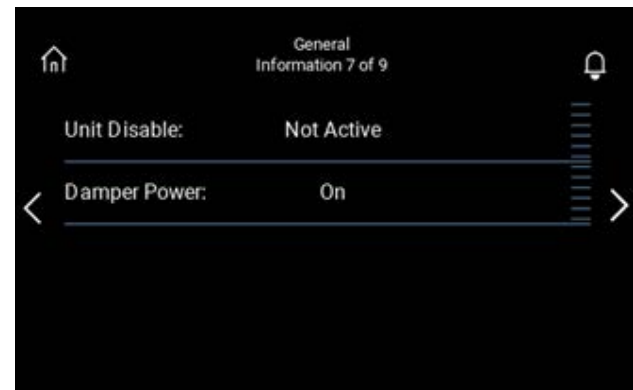 General
Information 7 of 9
Unit Disable: Not Active
Damper Power: On